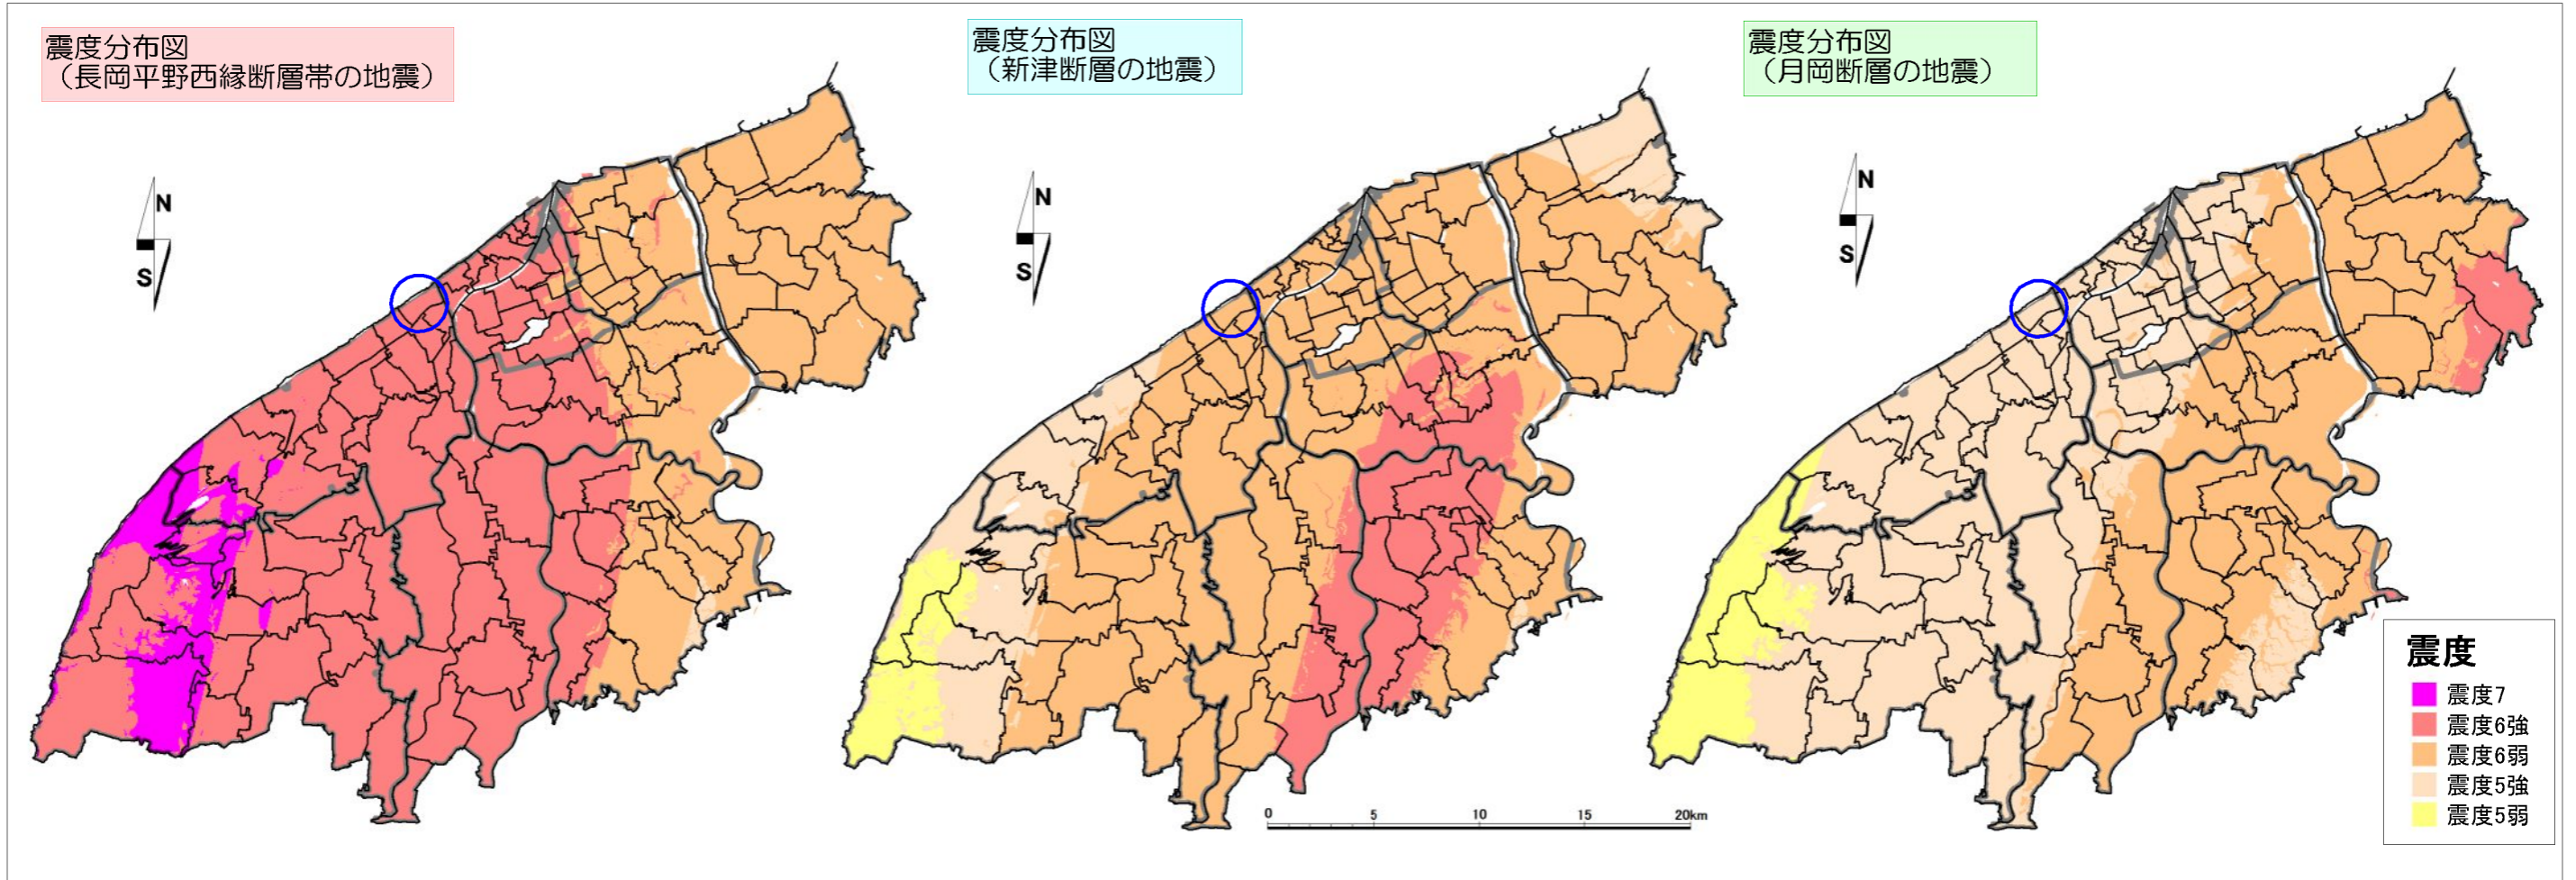 震度分布図
（長岡平野西縁断層帯の地震）
震度分布図
（新津断層の地震）
震度分布図
（月岡断層の地震）
N
S
N
S
N
S
0 5 10 15 20km
震度
震度7
震度6強
震度6弱
震度5強
震度5弱